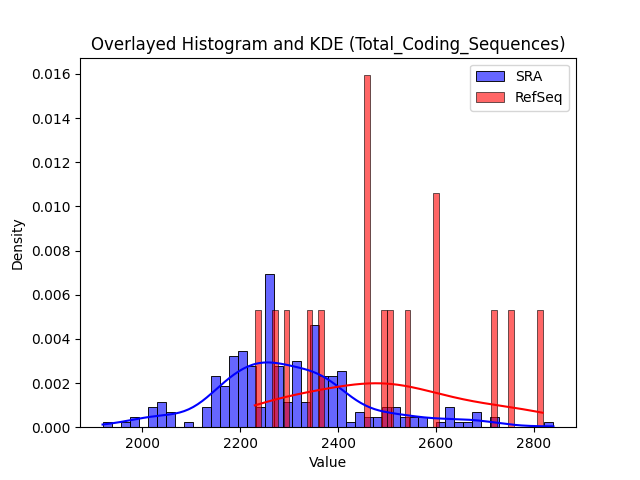 Overlayed Histogram and KDE (Total_Coding_Sequences)
SRA
RefSeq
0.016
0.014
0.012
0.010
0.008
0.006
0.004
0.002
0.000
Density
2000 2200 2400 2600 2800
Value